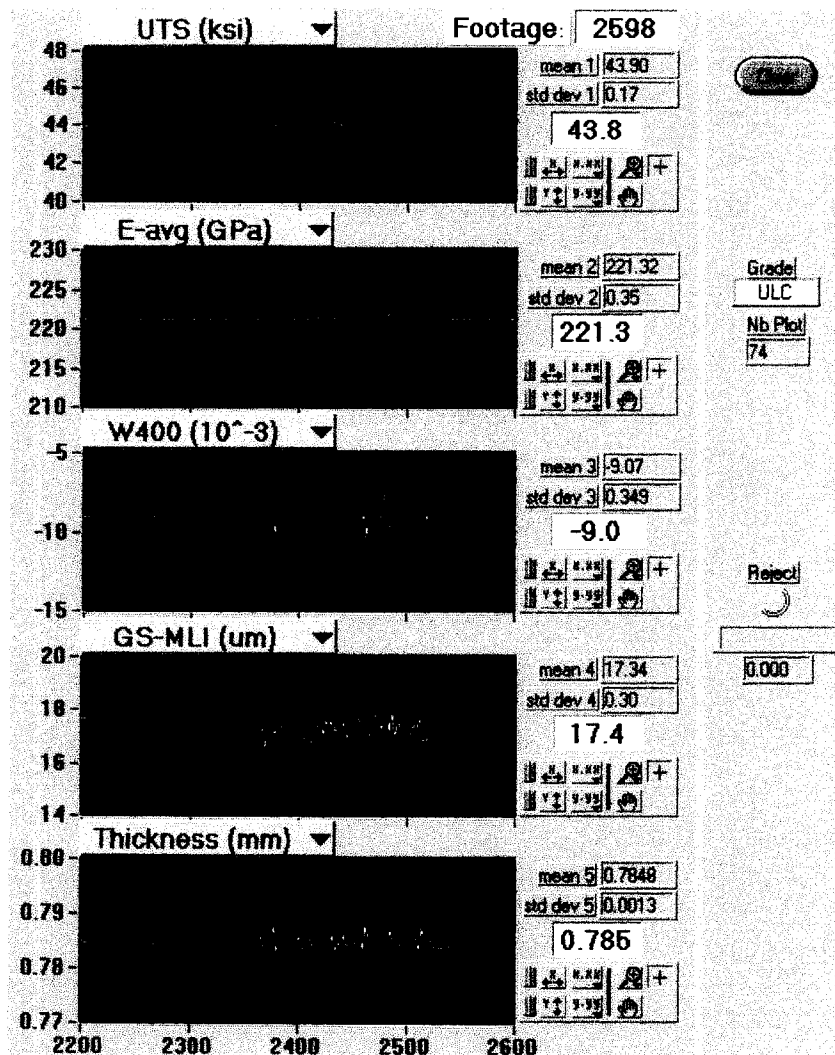 UTS (ksi)
Footage: 2598
48
46
44
42
40
mean 1 43.90
std dev 1 0.17
43.8
E-avg (GPa)
230
225
220
215
210
mean 2 221.32
std dev 2 0.35
221.3
Grade
ULC
Nb Plot
74
W400 (10^-3)
-5
-10
-15
mean 3 -9.07
std dev 3 0.349
-9.0
Reject
0.000
GS-MLI (um)
20
18
16
14
mean 4 17.34
std dev 4 0.30
17.4
Thickness (mm)
0.80
0.79
0.78
0.77
mean 5 0.7848
std dev 5 0.0013
0.785
2200 2300 2400 2500 2600